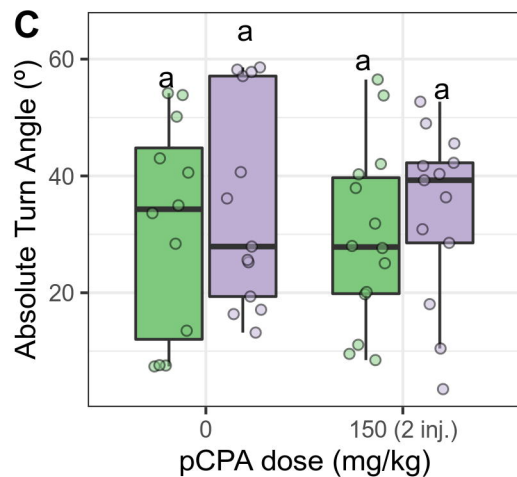 C
a
a
a
a
Absolute Turn Angle (º)
60
40
20
0
150 (2 inj.)
pCPA dose (mg/kg)